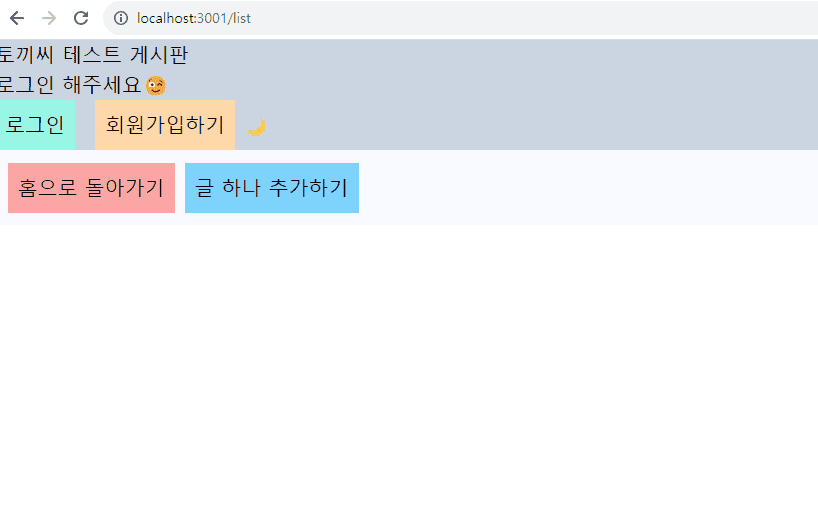 localhost:3001/list
토끼씨 테스트 게시판
로그인 해주세요😉
로그인 회원가입하기 🌙
홈으로 돌아가기 글 하나 추가하기